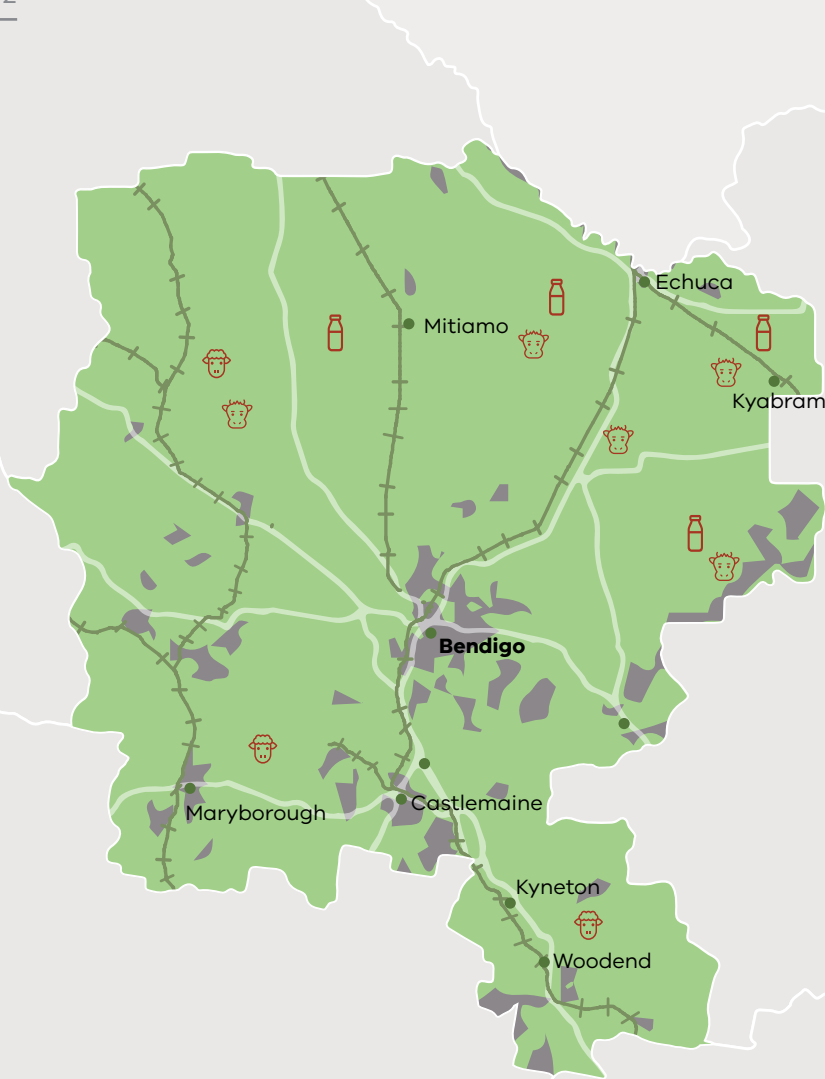 Echuca
Mitiamo
Kyabram
Bendigo
Castlemaine
Maryborough
Kyneton
Woodend